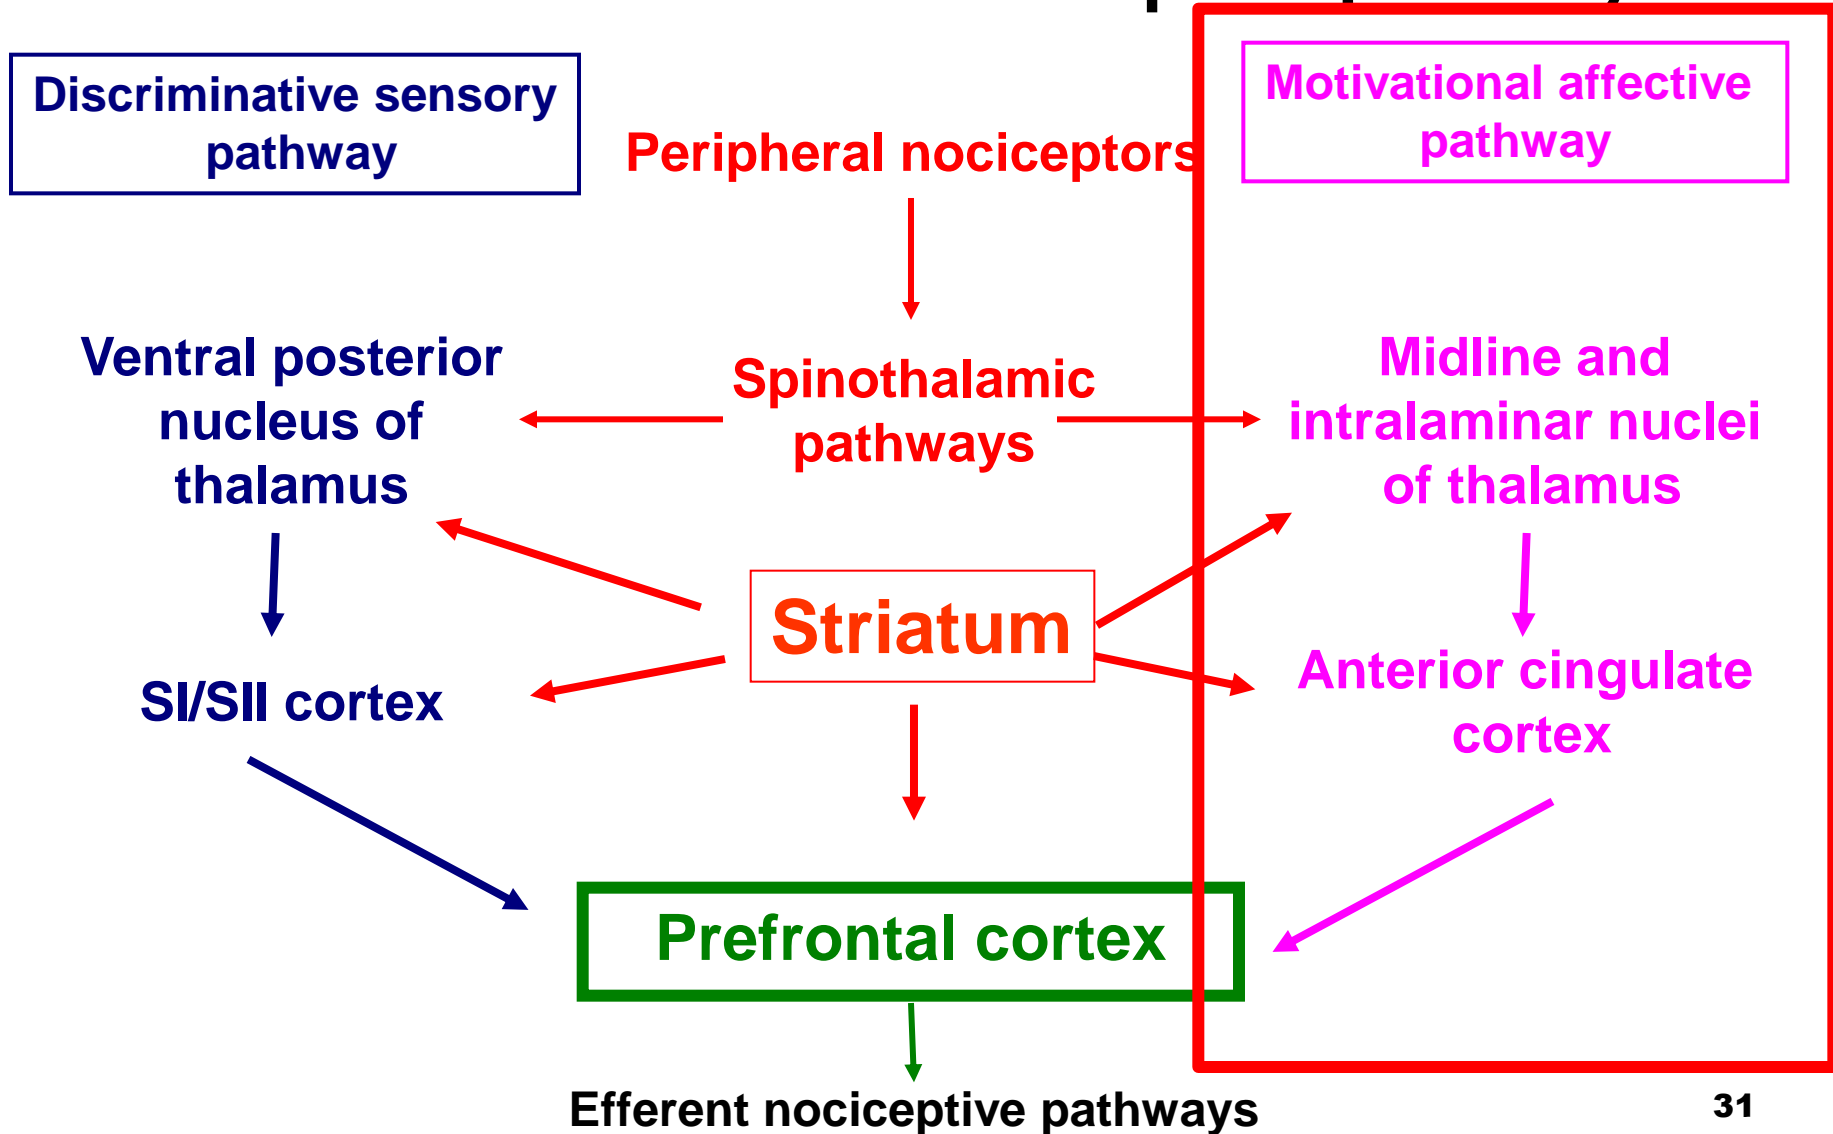 Discriminative sensory
pathway
Peripheral nociceptors
Motivational affective
pathway
Ventral posterior
nucleus of
thalamus
Spinothalamic
pathways
Midline and
intralaminar nuclei
of thalamus
Striatum
SI/SII cortex
Anterior cingulate
cortex
Prefrontal cortex
Efferent nociceptive pathways
31